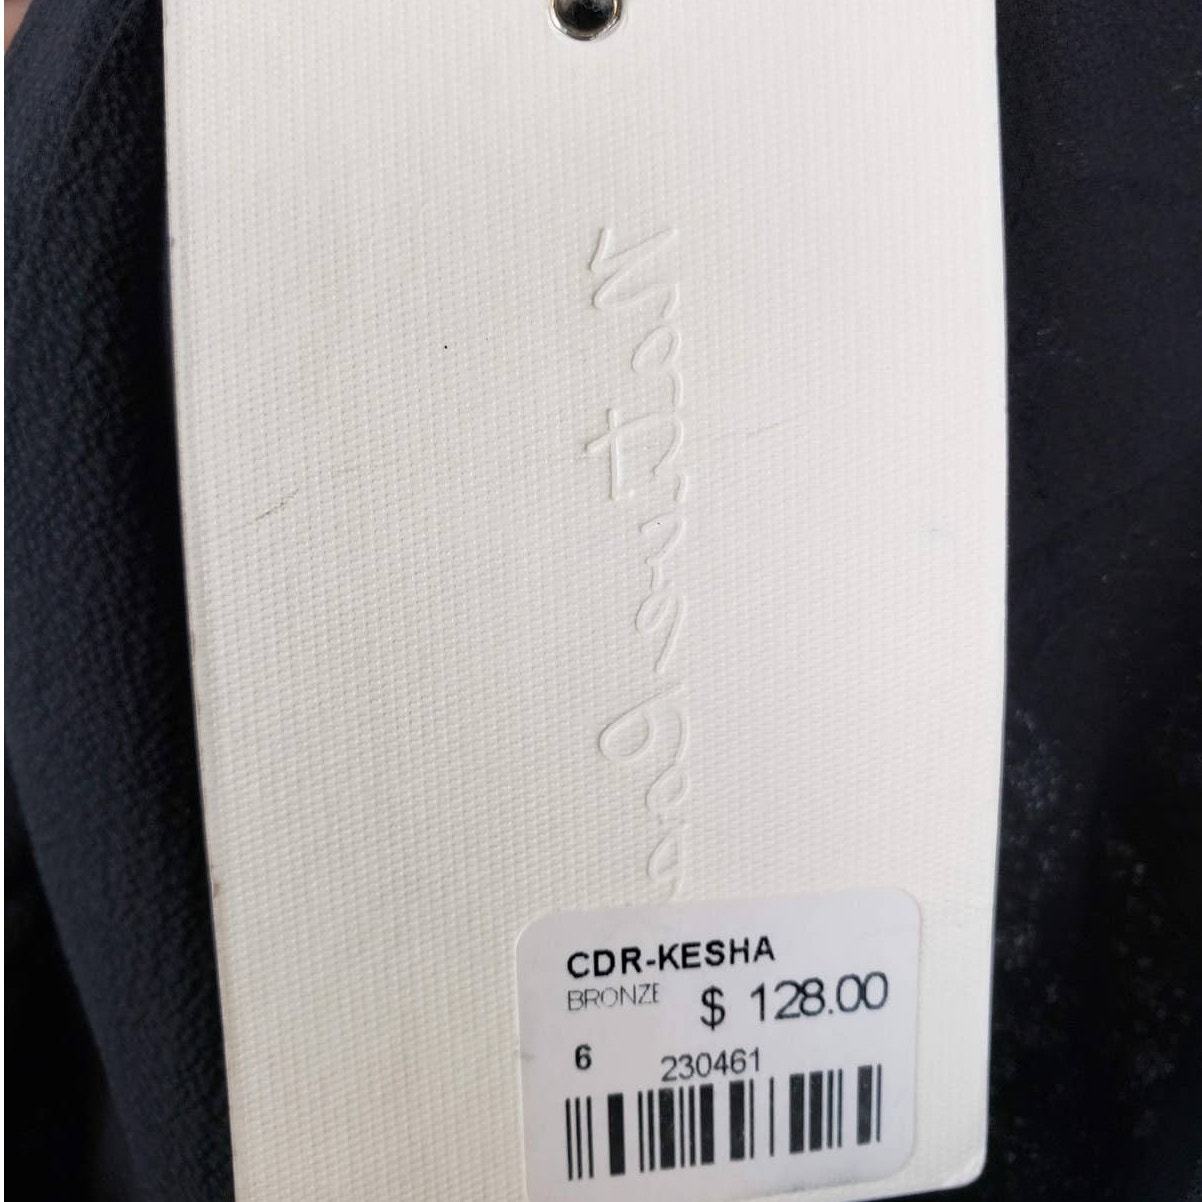 CDR-KESHA
BRONZE $ 128.00
6 230461